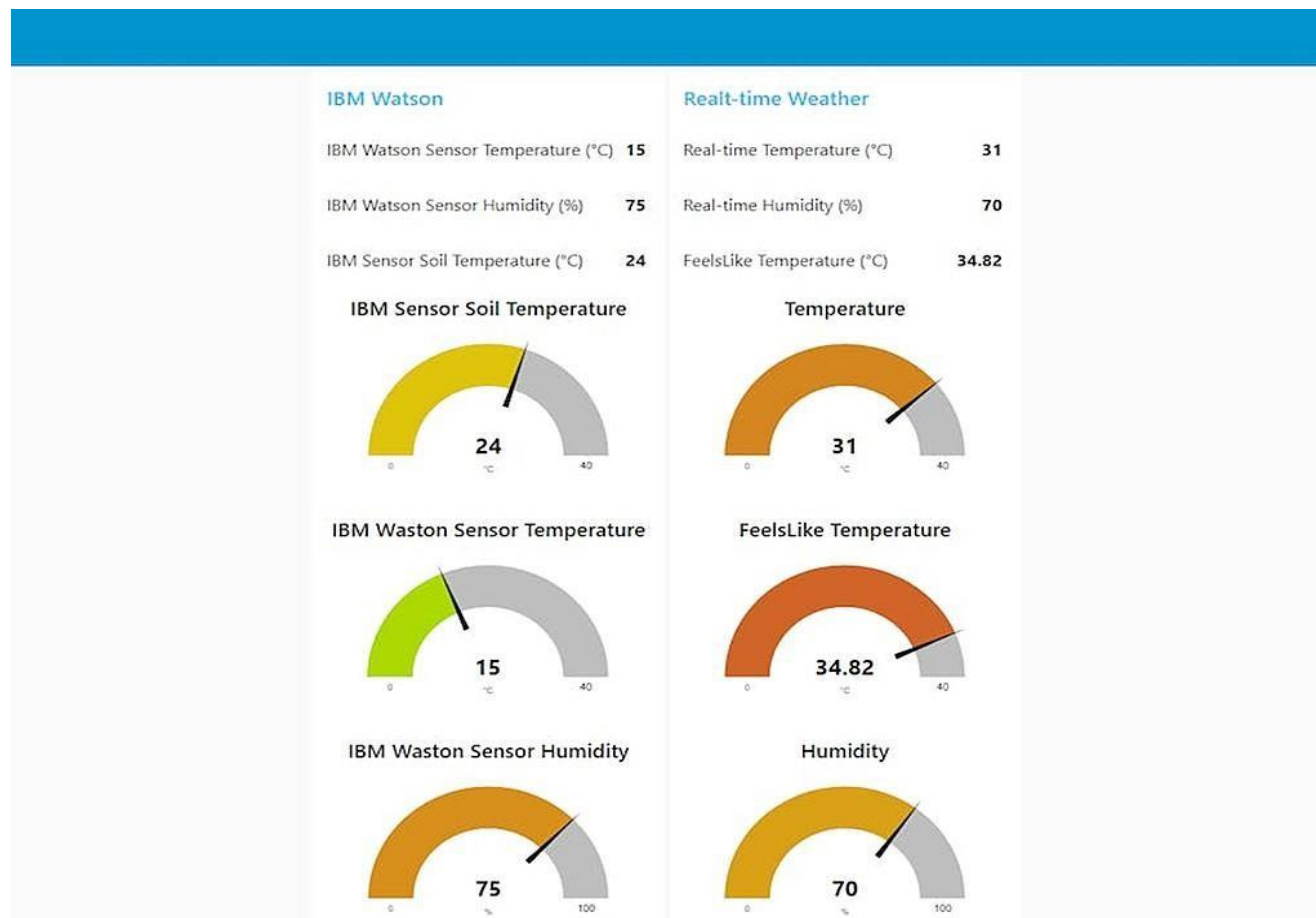 IBM Watson
IBM Watson Sensor Temperature (°C) 15
IBM Watson Sensor Humidity (%) 75
IBM Sensor Soil Temperature (°C) 24
IBM Sensor Soil Temperature
24
0 °C 40
IBM Waston Sensor Temperature
15
0 °C 40
IBM Waston Sensor Humidity
75
0 % 100
Realt-time Weather
Real-time Temperature (°C) 31
Real-time Humidity (%) 70
FeelsLike Temperature (°C) 34.82
Temperature
31
0 °C 40
FeelsLike Temperature
34.82
0 °C 40
Humidity
70
0 % 100